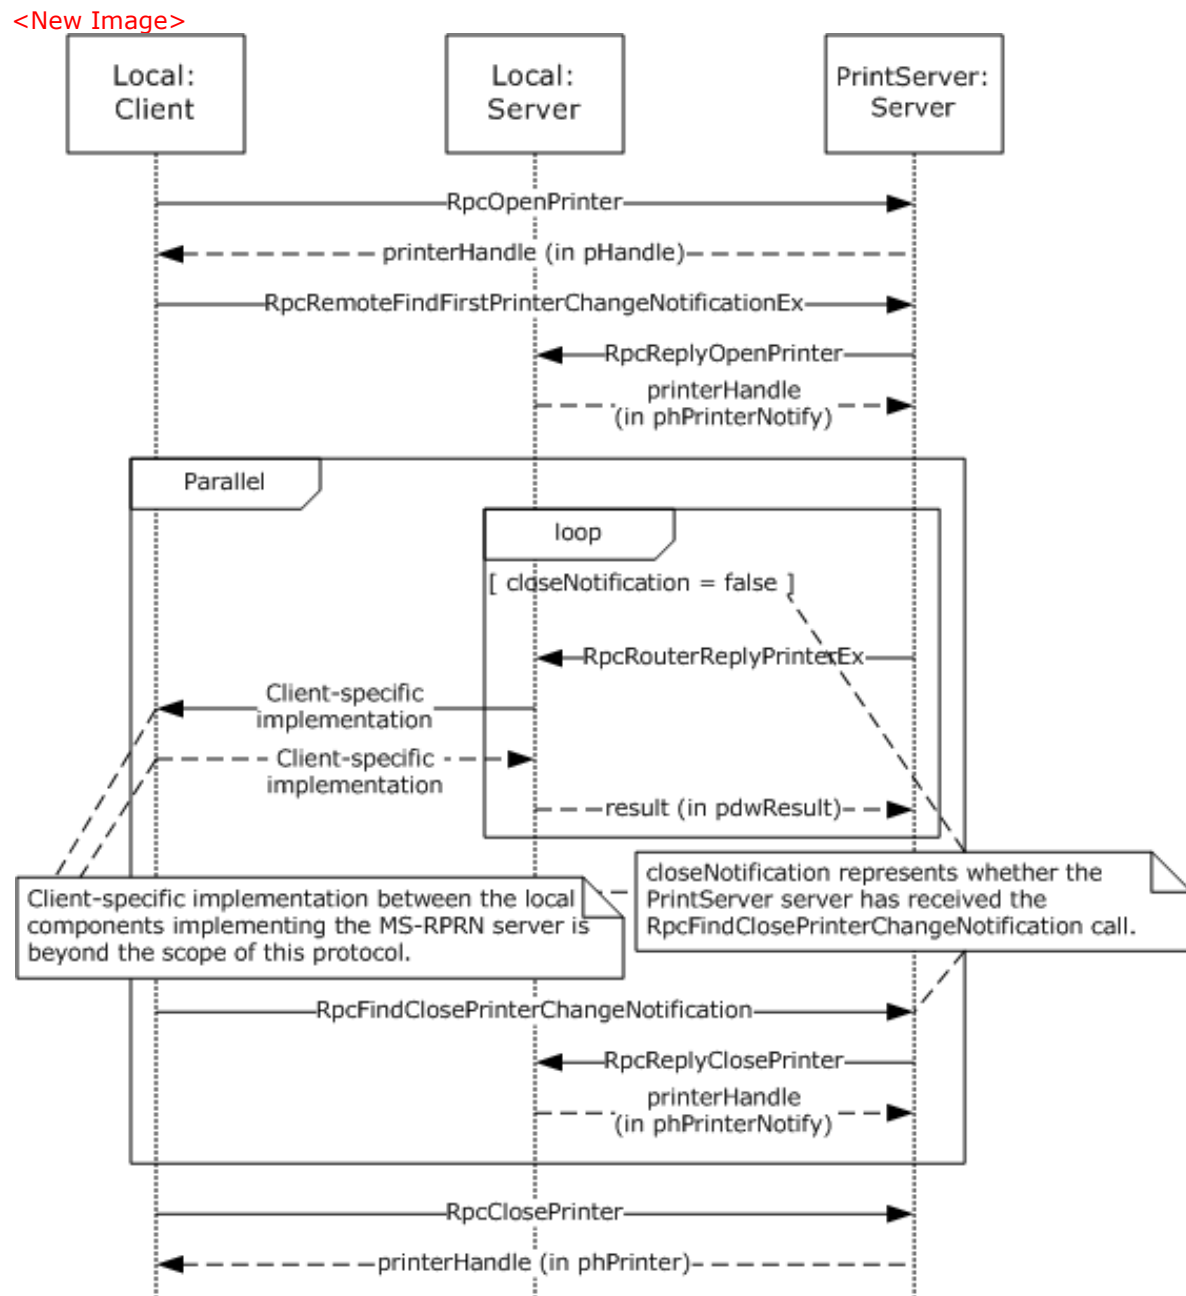 <New Image>
Local:
Client
Local:
Server
PrintServer:
Server
RpcOpenPrinter
printerHandle (in pHandle)
RpcRemoteFindFirstPrinterChangeNotificationEx
RpcReplyOpenPrinter
printerHandle
(in phPrinterNotify)
Parallel
loop
[ closeNotification = false ]
RpcRouterReplyPrinterEx
Client-specific
implementation
Client-specific
implementation
result (in pdwResult)
closeNotification represents whether the
PrintServer server has received the
RpcFindClosePrinterChangeNotification call.
Client-specific implementation between the local
components implementing the MS-RPRN server is
beyond the scope of this protocol.
RpcFindClosePrinterChangeNotification
RpcReplyClosePrinter
printerHandle
(in phPrinterNotify)
RpcClosePrinter
printerHandle (in phPrinter)